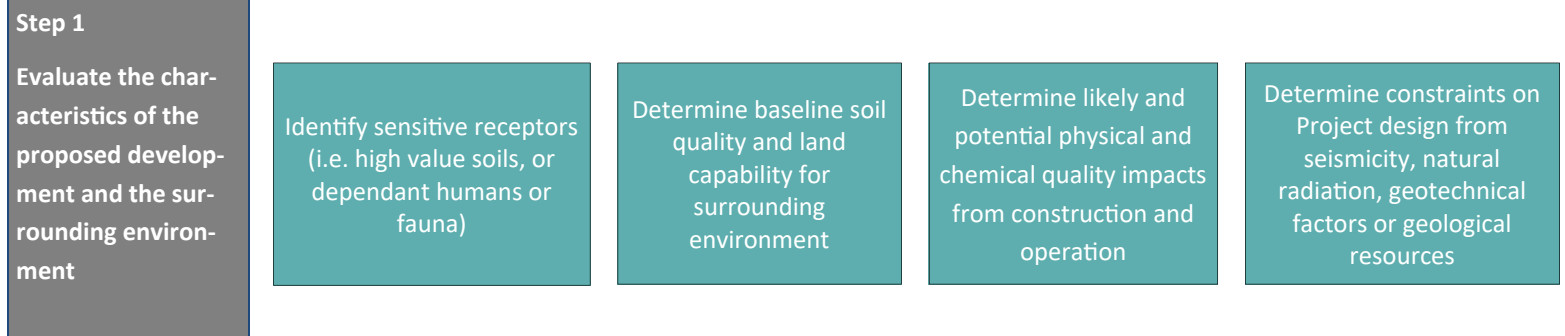 Step 1
Evaluate the char-
acteristics of the
proposed develop-
ment and the sur-
rounding environ-
ment
Identify sensitive receptors
(i.e. high value soils, or
dependant humans or
fauna)
Determine baseline soil
quality and land
capability for
surrounding
environment
Determine likely and
potential physical and
chemical quality impacts
from construction and
operation
Determine constraints on
Project design from
seismicity, natural
radiation, geotechnical
factors or geological
resources